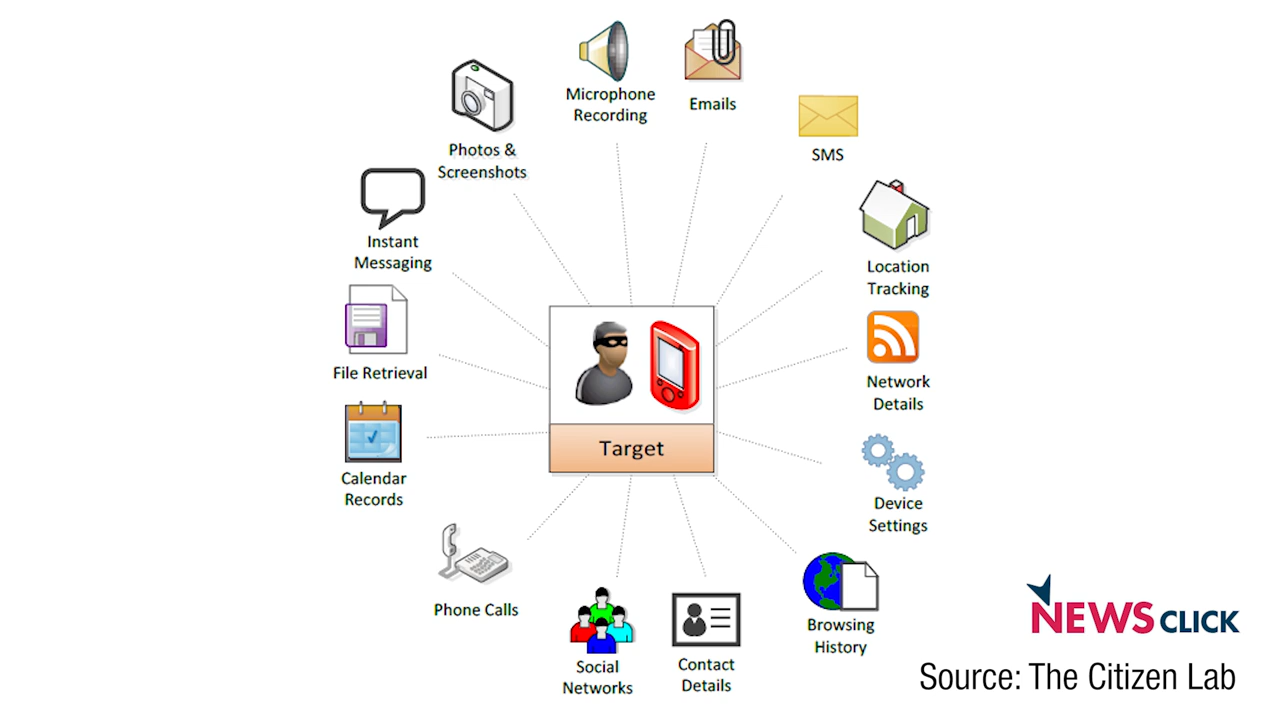 Microphone
Recording
Emails
SMS
Photos &
Screenshots
Instant
Messaging
Location
Tracking
File Retrieval
Network
Details
Target
Calendar
Records
Device
Settings
Phone Calls
Browsing
History
Social
Networks
Contact
Details
NEWSCLICK
Source: The Citizen Lab